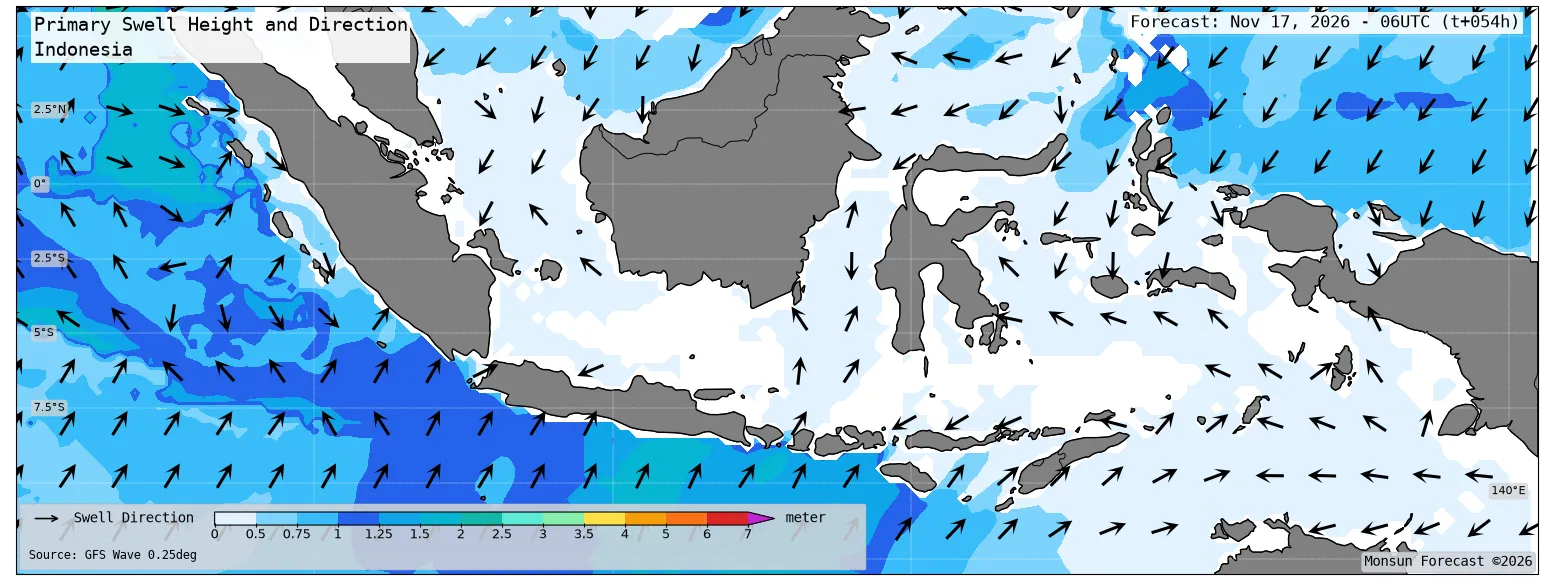 Primary Swell Height and Direction
Indonesia
Forecast: Nov 17, 2026 - 06UTC (t+054h)
2.5°N
0°
2.5°S
5°S
7.5°S
140°E
Swell Direction
0 0.5 0.75 1 1.25 1.5 2 2.5 3 3.5 4 5 6 7
meter
Source: GFS Wave 0.25deg
Monsun Forecast ©2026